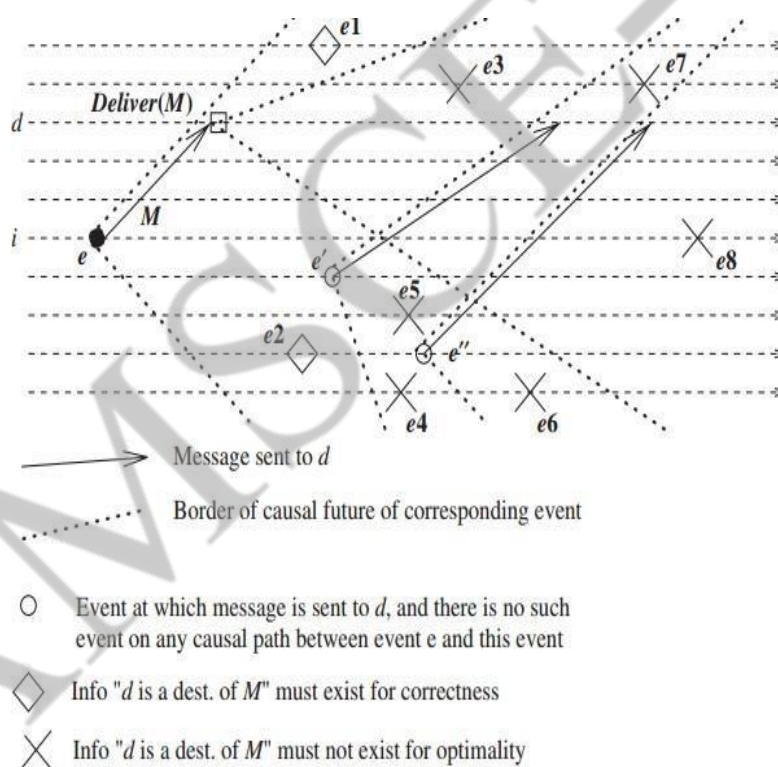 e1
e3
e7
Deliver(M)
d
M
i
e
e'
e8
e5
e2
e''
e4
e6
Message sent to d
Border of causal future of corresponding event
Event at which message is sent to d, and there is no such
event on any causal path between event e and this event
Info "d is a dest. of M" must exist for correctness
Info "d is a dest. of M" must not exist for optimality